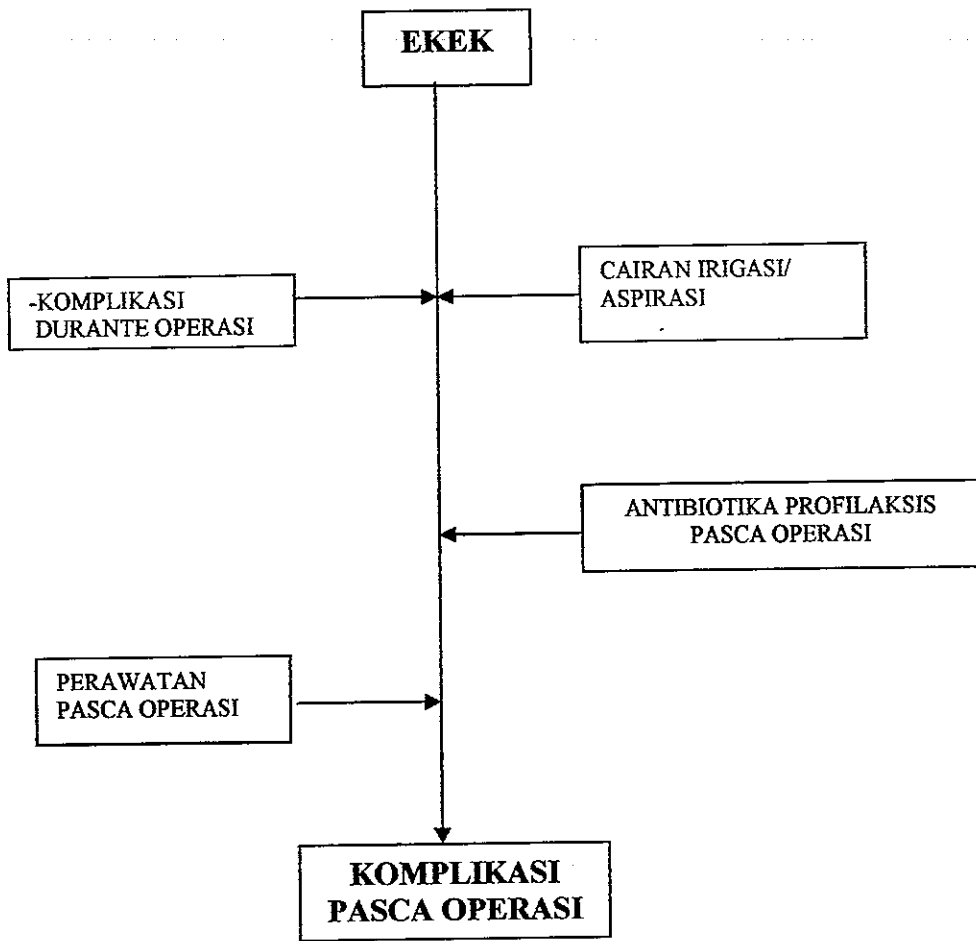 EKEK
-KOMPLIKASI
DURANTE OPERASI
CAIRAN IRIGASI/
ASPIRASI
ANTIBIOTIKA PROFILAKSIS
PASCA OPERASI
PERAWATAN
PASCA OPERASI
KOMPLIKASI
PASCA OPERASI